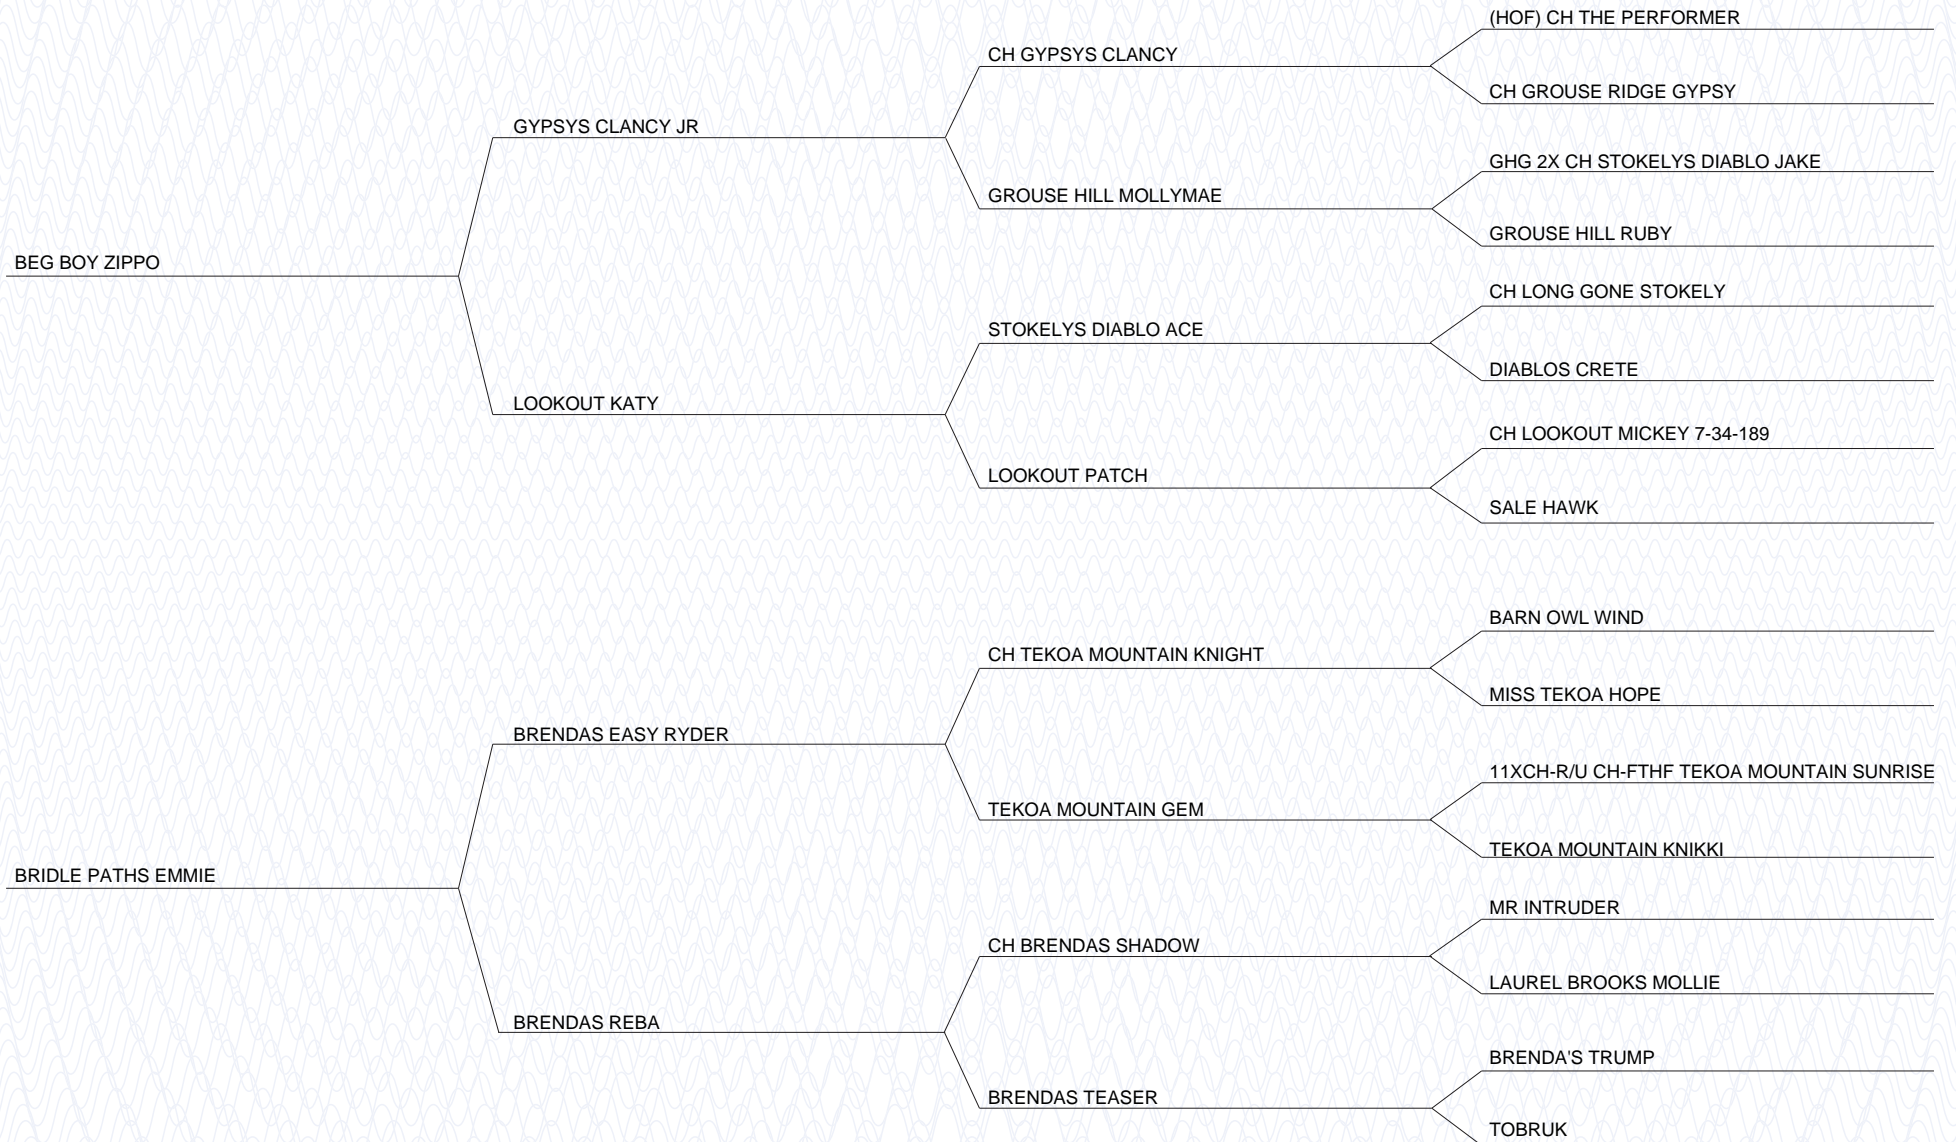 (HOF) CH THE PERFORMER
CH GYPSYS CLANCY
CH GROUSE RIDGE GYPSY
GYPSYS CLANCY JR
GHG 2X CH STOKELYS DIABLO JAKE
GROUSE HILL MOLLYMAE
GROUSE HILL RUBY
BEG BOY ZIPPO
CH LONG GONE STOKELY
STOKELYS DIABLO ACE
DIABLOS CRETE
LOOKOUT KATY
CH LOOKOUT MICKEY 7-34-189
LOOKOUT PATCH
SALE HAWK
BARN OWL WIND
CH TEKOA MOUNTAIN KNIGHT
MISS TEKOA HOPE
BRENDAS EASY RYDER
11XCH-R/U CH-FTHF TEKOA MOUNTAIN SUNRISE
TEKOA MOUNTAIN GEM
TEKOA MOUNTAIN KNIKKI
BRIDLE PATHS EMMIE
MR INTRUDER
CH BRENDAS SHADOW
LAUREL BROOKS MOLLIE
BRENDAS REBA
BRENDA'S TRUMP
BRENDAS TEASER
TOBRUK